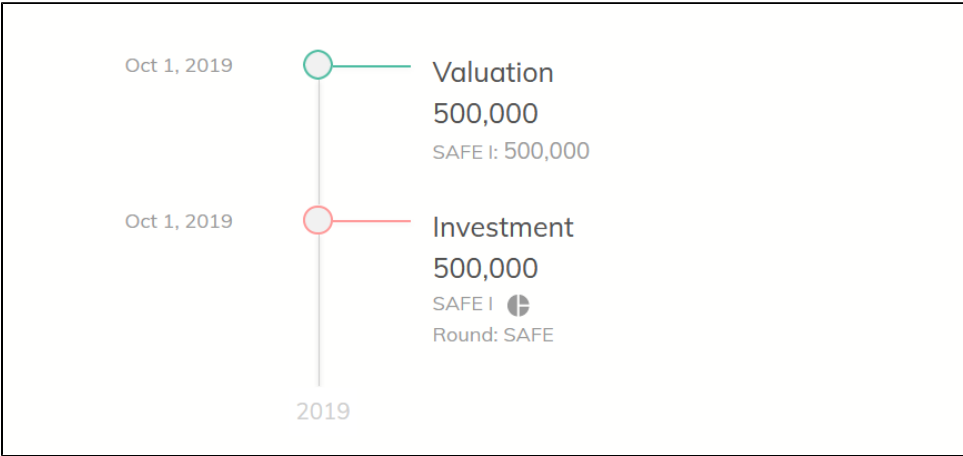 Oct 1, 2019
Valuation
500,000
SAFE I: 500,000
Oct 1, 2019
Investment
500,000
SAFE I
Round: SAFE
2019